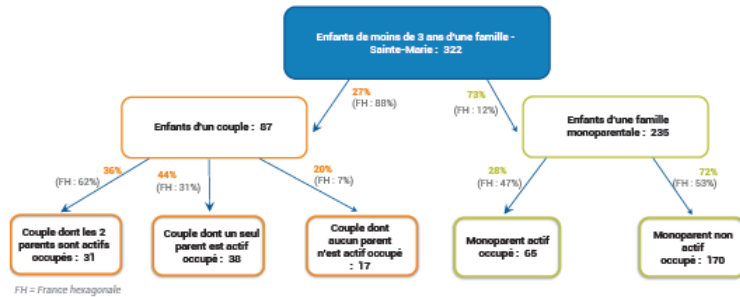 Enfants de moins de 3 ans d'une famille -
Sainte-Marie : 322
27%
(FH : 88%)
73%
(FH : 12%)
Enfants d'un couple : 87
Enfants d'une famille
monoparentale : 235
36%
(FH : 62%)
44%
(FH : 31%)
20%
(FH : 7%)
28%
(FH : 47%)
72%
(FH : 53%)
Couple dont les 2
parents sont actifs
occupés : 31
Couple dont un seul
parent est actif
occupé : 38
Couple dont
aucun parent
n'est actif occupé
: 17
Monoparent actif
occupé : 65
Monoparent non
actif
occupé : 170
FH = France hexagonale